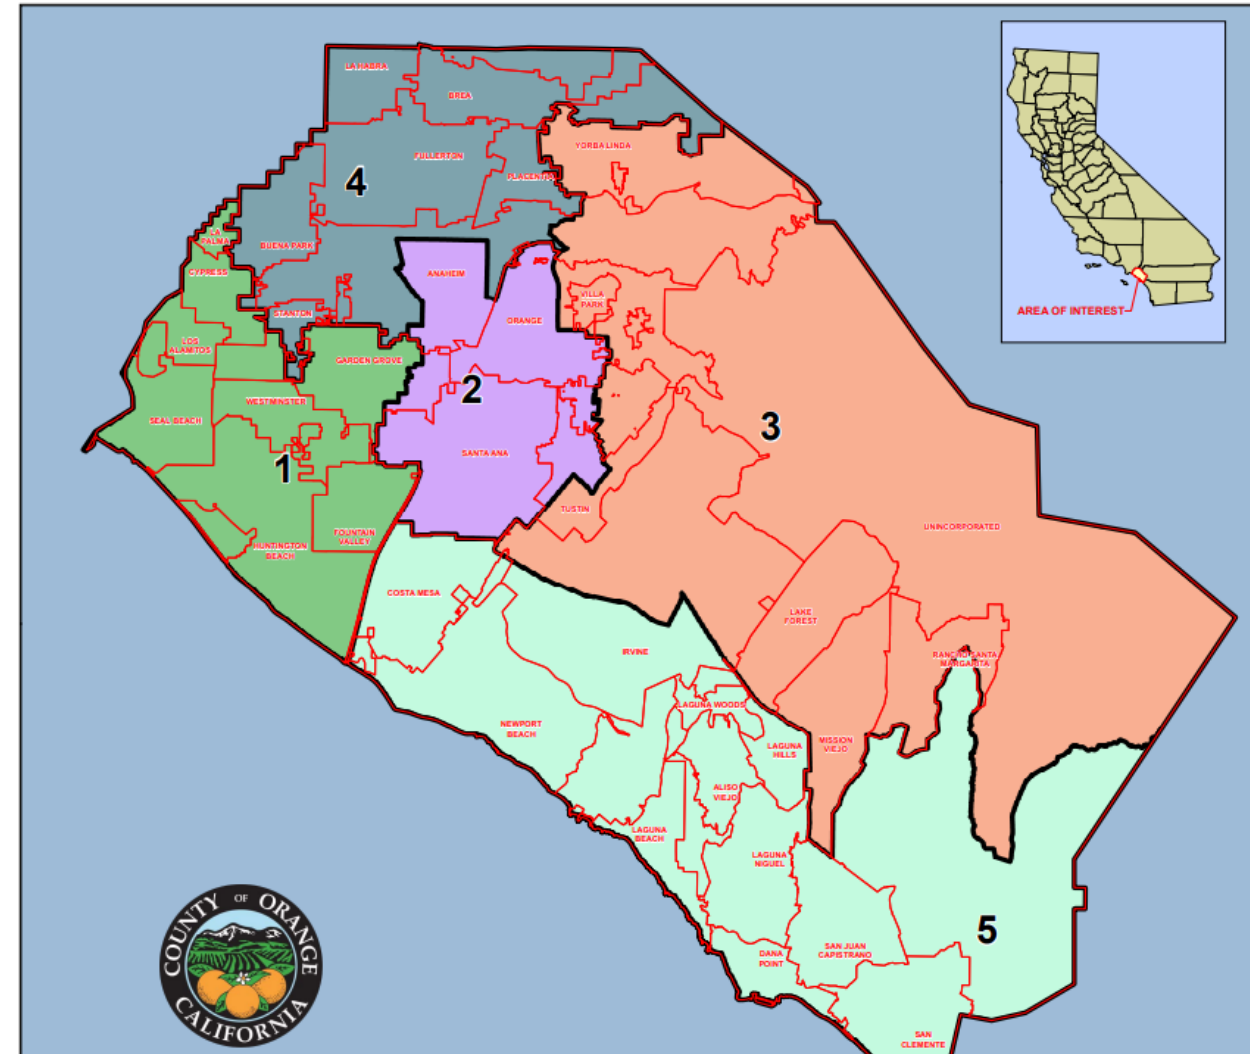 LA HABRA
BREA
FULLERTON
YORBA LINDA
PLACENTIA
4
LA
PALMA
BUENA PARK
CYPRESS
ANAHEIM
STANTON
ORANGE
VILLA
PARK
LOS
ALAMITOS
GARDEN GROVE
WESTMINSTER
2
SEAL BEACH
3
SANTA ANA
1
TUSTIN
UNINCORPORATED
FOUNTAIN
VALLEY
HUNTINGTON
BEACH
COSTA MESA
LAKE
FOREST
IRVINE
RANCHO SANTA
MARGARITA
LAGUNA WOODS
NEWPORT
BEACH
MISSION
VIEJO
LAGUNA
HILLS
ALISO
VIEJO
LAGUNA
BEACH
LAGUNA
NIGUEL
5
SAN JUAN
CAPISTRANO
DANA
POINT
SAN
CLEMENTE
AREA OF INTEREST
COUNTY OF ORANGE
CALIFORNIA